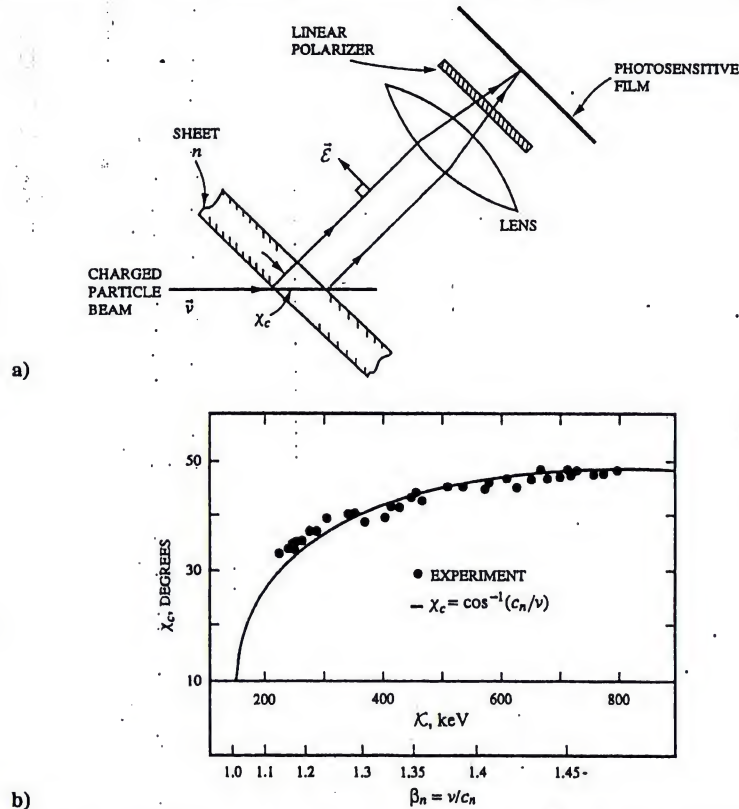 LINEAR
POLARIZER
PHOTOSENSITIVE
FILM
SHEET
n
ℰ⃗
LENS
CHARGED
PARTICLE
BEAM
v⃗
χc
a)
50
30
10
χc, DEGREES
● EXPERIMENT
— χc = cos⁻¹(cn/v)
200 400 600 800
K, keV
1.0 1.1 1.2 1.3 1.35 1.4 1.45
βn = v/cn
b)